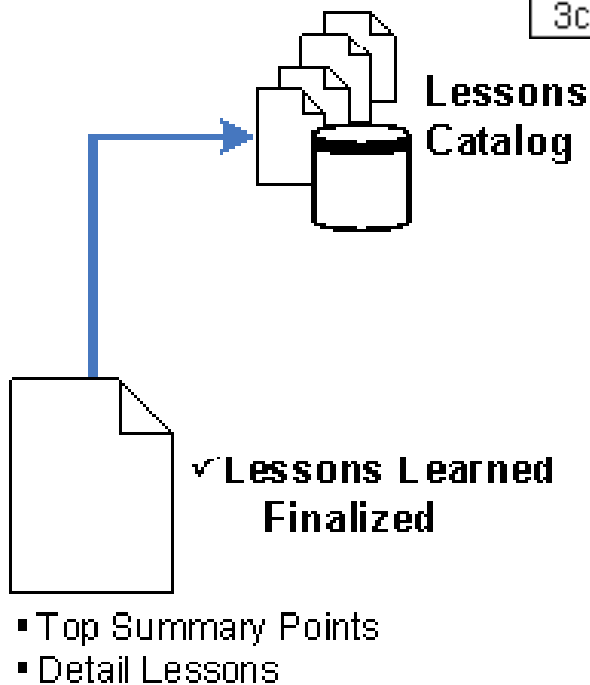 3c
Lessons
Catalog
✓Lessons Learned
Finalized
▪ Top Summary Points
▪ Detail Lessons